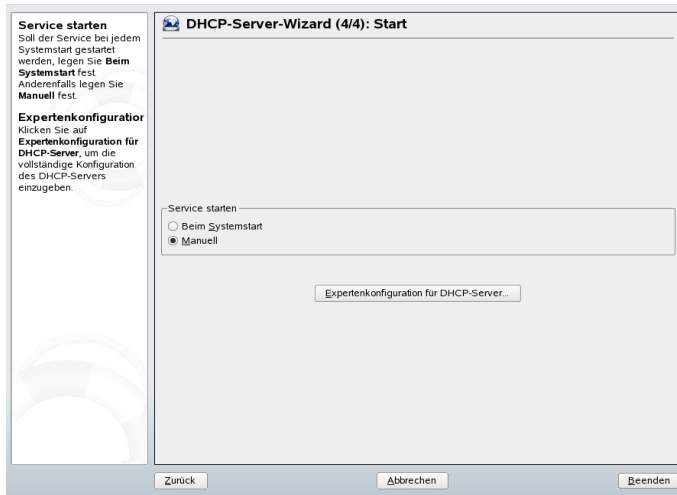 Service starten
Soll der Service bei jedem
Systemstart gestartet
werden, legen Sie Beim
Systemstart fest.
Anderenfalls legen Sie
Manuell fest.
Expertenkonfiguration
Klicken Sie auf
Expertenkonfiguration für
DHCP-Server, um die
vollständige Konfiguration
des DHCP-Servers
einzugeben.
DHCP-Server-Wizard (4/4): Start
Service starten
Beim Systemstart
Manuell
Expertenkonfiguration für DHCP-Server...
Zurück
Abbrechen
Beenden